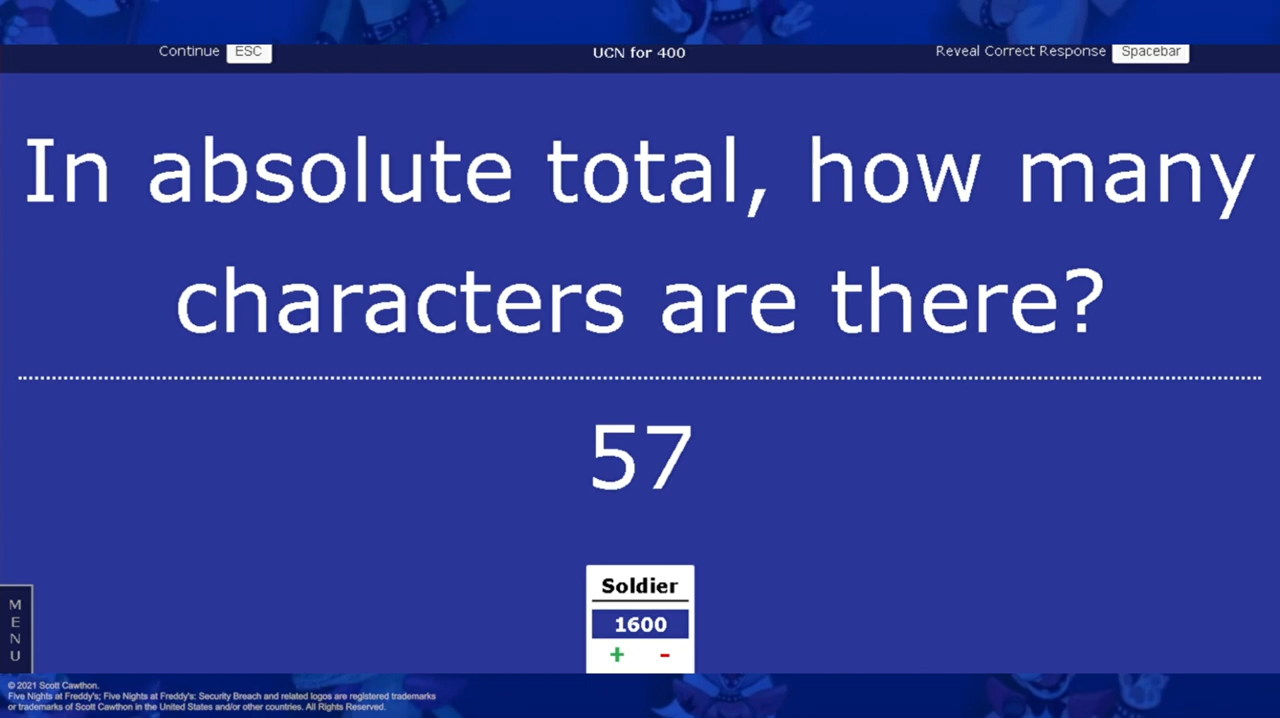 Continue ESC UCN for 400 Reveal Correct Response Spacebar
In absolute total, how many
characters are there?
57
Soldier
1600
+ -
MENU
© 2021 Scott Cawthon.
Five Nights at Freddy's; Five Nights at Freddy's: Security Breach and related logos are registered trademarks
or trademarks of Scott Cawthon in the United States and/or other countries. All Rights Reserved.